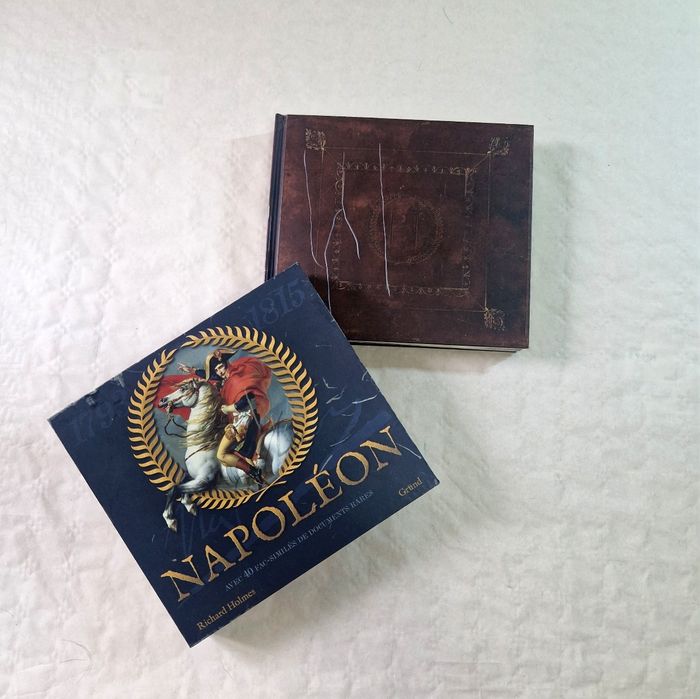 1815
NAPOLÉON
AVEC 40 FAC-SIMILÉS DE DOCUMENTS RARES
Gründ
Richard Holmes